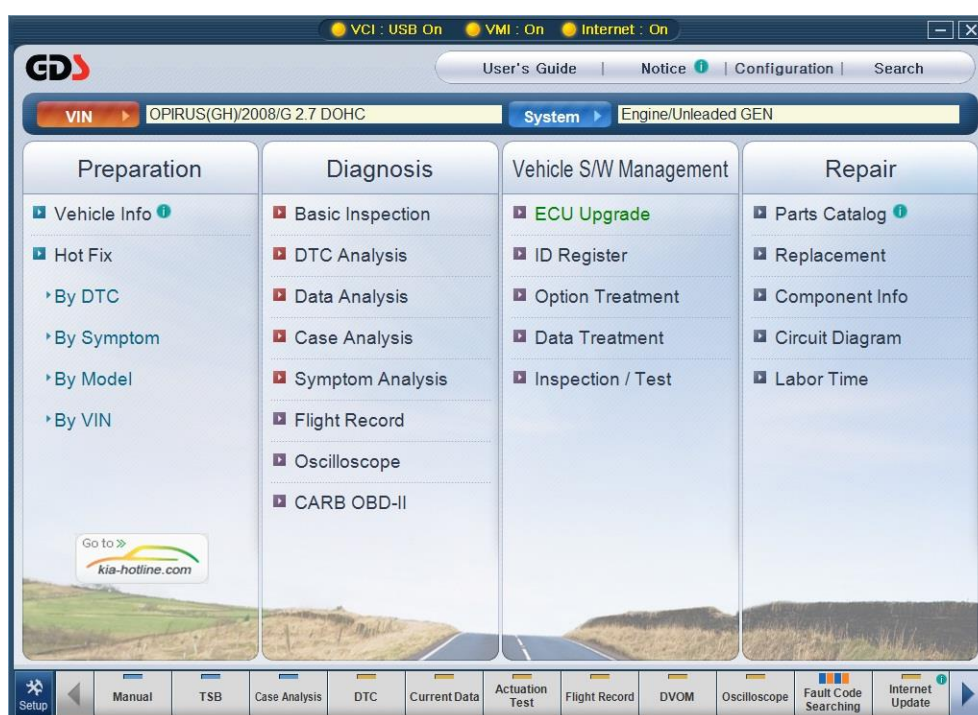 VCI : USB On VMI : On Internet : On
GDS
User's Guide | Notice | Configuration | Search
VIN OPIRUS(GH)/2008/G 2.7 DOHC System Engine/Unleaded GEN
Preparation
Vehicle Info
Hot Fix
By DTC
By Symptom
By Model
By VIN
Go to »
kia-hotline.com
Diagnosis
Basic Inspection
DTC Analysis
Data Analysis
Case Analysis
Symptom Analysis
Flight Record
Oscilloscope
CARB OBD-II
Vehicle S/W Management
ECU Upgrade
ID Register
Option Treatment
Data Treatment
Inspection / Test
Repair
Parts Catalog
Replacement
Component Info
Circuit Diagram
Labor Time
Setup
Manual
TSB
Case Analysis
DTC
Current Data
Actuation
Test
Flight Record
DVOM
Oscilloscope
Fault Code
Searching
Internet
Update